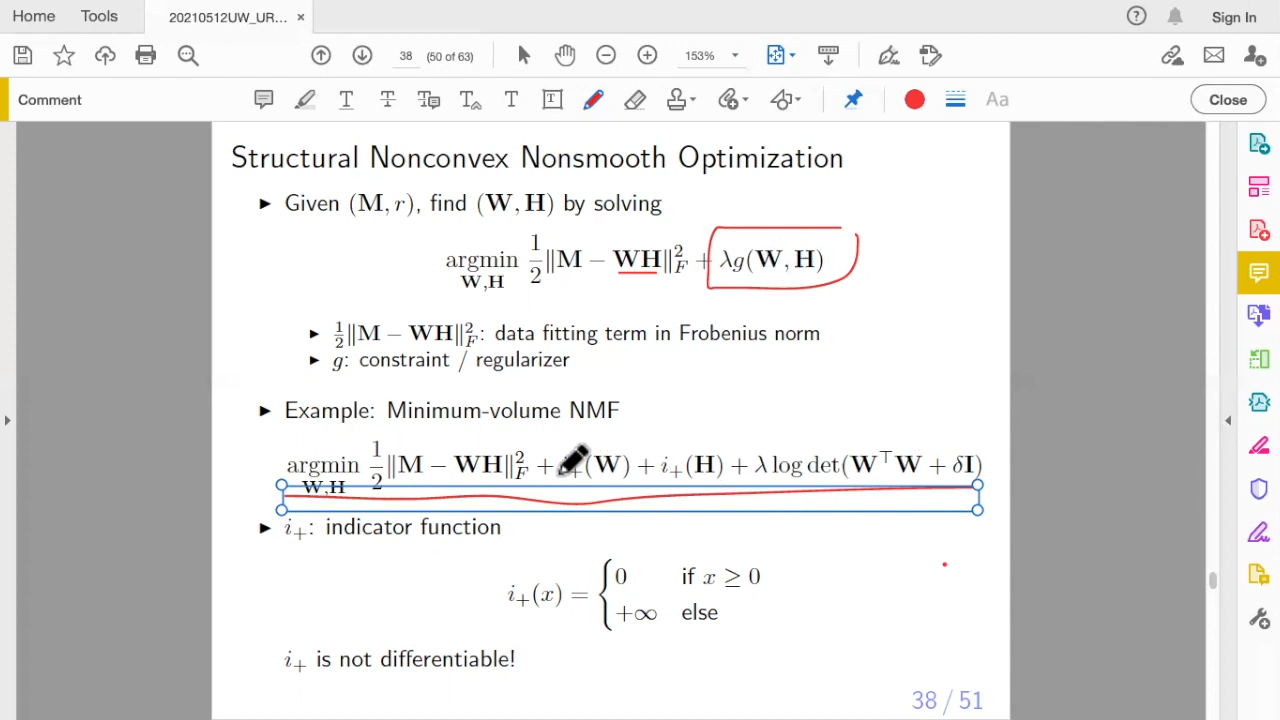 Home Tools 20210512UW_UR... × Sign In
38 (50 of 63) 153%
Comment Aa Close
Structural Nonconvex Nonsmooth Optimization
► Given (M, r), find (W, H) by solving
argmin 1/2 ‖M − WH‖²_F + λg(W, H)
W,H
► 1/2 ‖M − WH‖²_F: data fitting term in Frobenius norm
► g: constraint / regularizer
► Example: Minimum-volume NMF
argmin 1/2 ‖M − WH‖²_F + i₊(W) + i₊(H) + λ log det(W⊤W + δI)
W,H
► i₊: indicator function
i₊(x) = { 0 if x ≥ 0
+∞ else
i₊ is not differentiable!
38 / 51